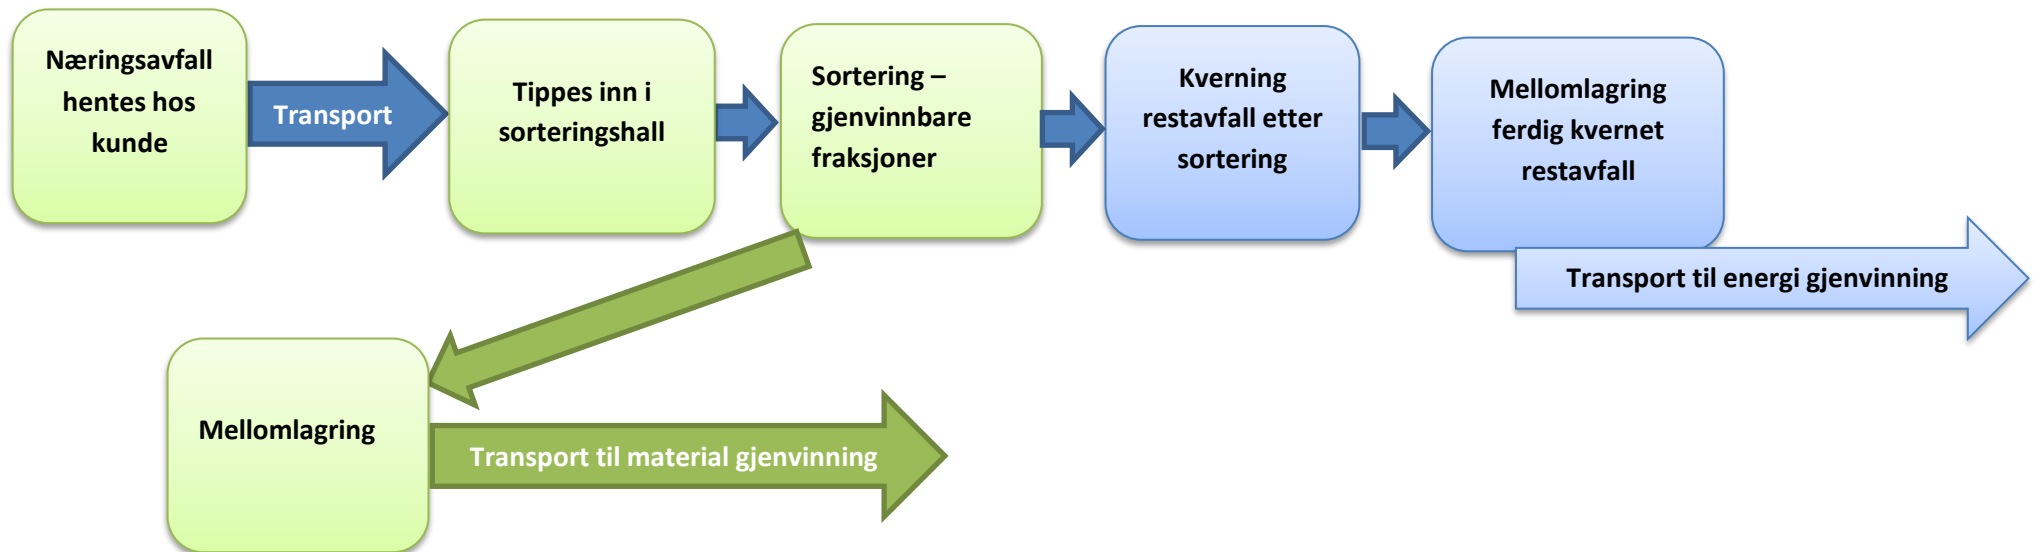 Næringsavfall
hentes hos
kunde
Transport
Tippes inn i
sorteringshall
Sortering –
gjenvinnbare
fraksjoner
Kverning
restavfall etter
sortering
Mellomlagring
ferdig kvernet
restavfall
Transport til energi gjenvinning
Mellomlagring
Transport til material gjenvinning